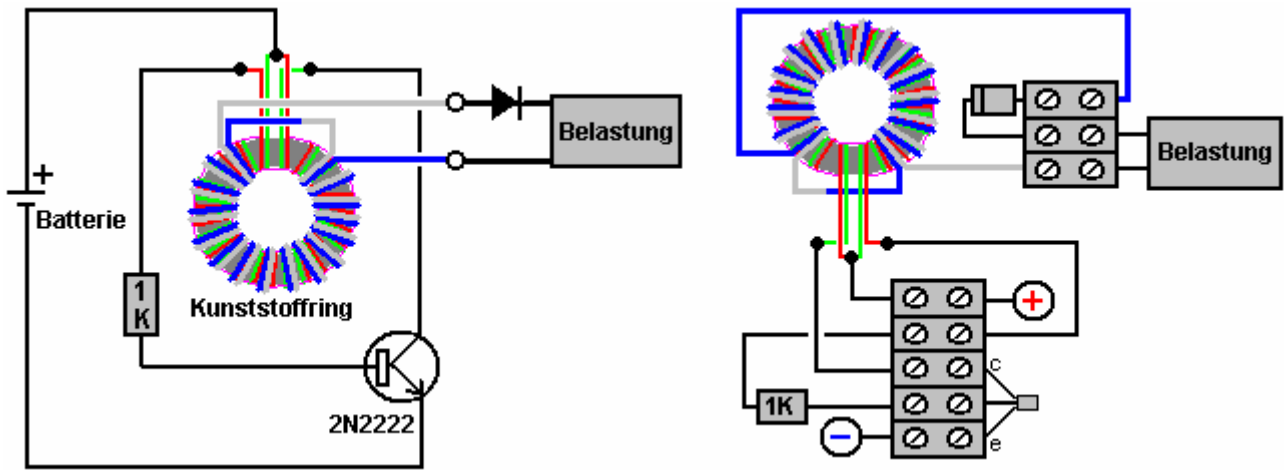 +
Batterie
1
K
Kunststoffring
2N2222
Belastung
Belastung
+
c
1K
−
e